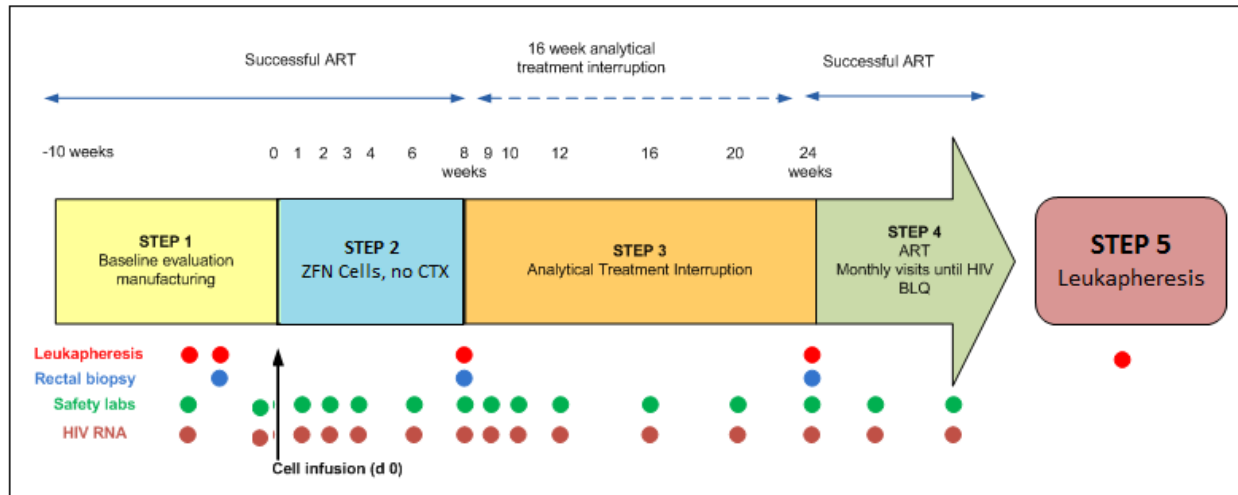 Successful ART
16 week analytical
treatment interruption
Successful ART
-10 weeks
0 1 2 3 4 6 8 9 10 12 16 20 24
weeks
weeks
STEP 1
Baseline evaluation
manufacturing
STEP 2
ZFN Cells, no CTX
STEP 3
Analytical Treatment Interruption
STEP 4
ART
Monthly visits until HIV
BLQ
STEP 5
Leukapheresis
Leukapheresis
Rectal biopsy
Safety labs
HIV RNA
Cell infusion (d 0)